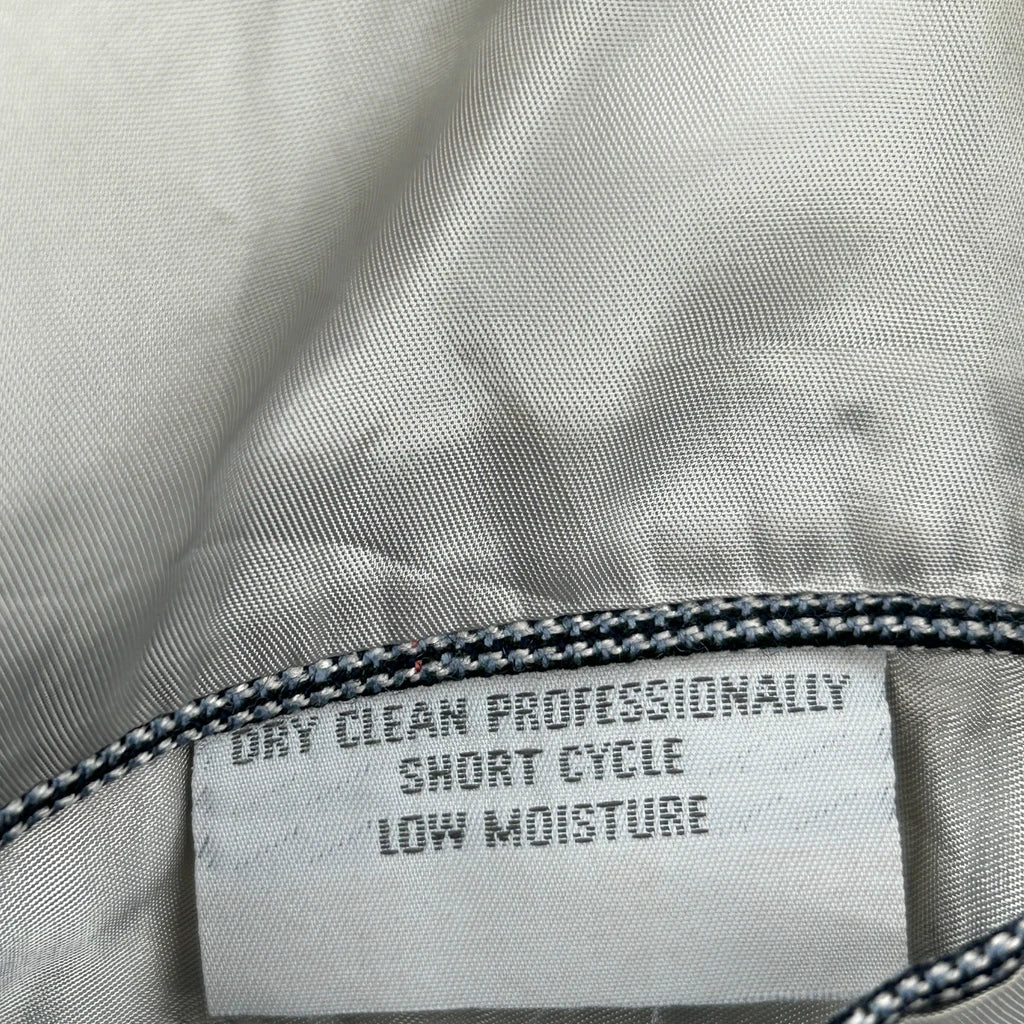 DRY CLEAN PROFESSIONALLY
SHORT CYCLE
LOW MOISTURE